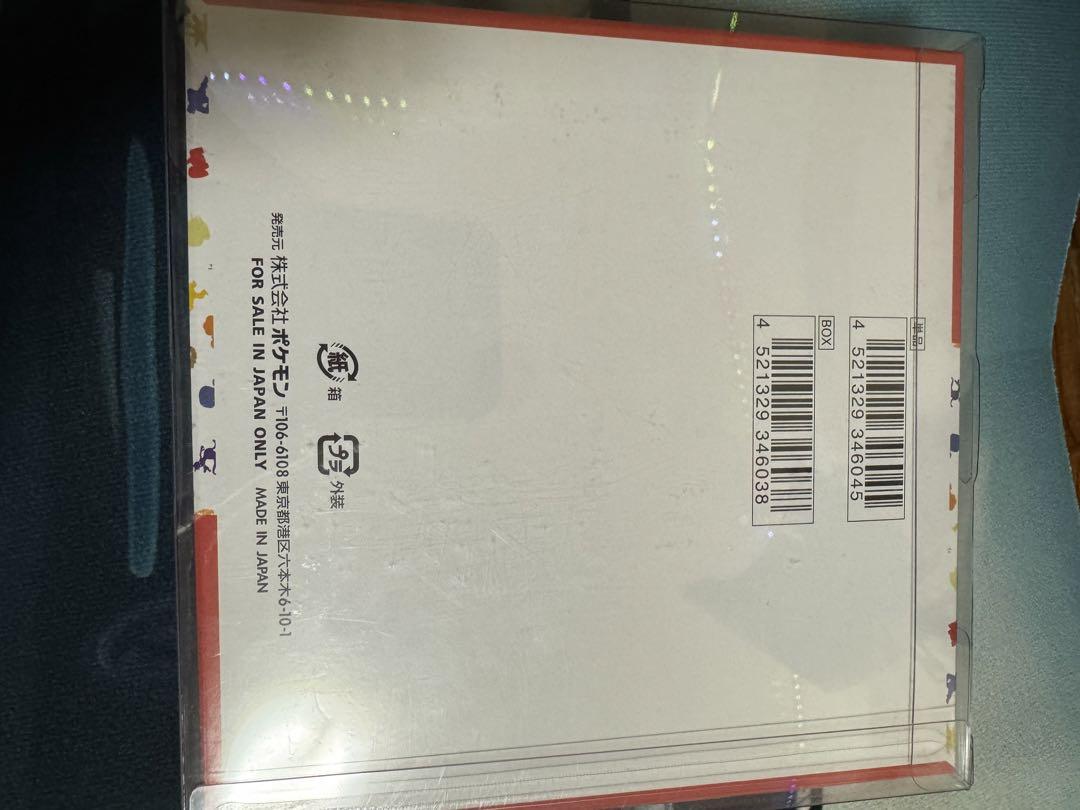 単品
4 521329 346045
BOX
4 521329 346038
紙 箱
プラ 外装
発売元 株式会社 ポケモン 〒106-6108 東京都港区六本木6-10-1
FOR SALE IN JAPAN ONLY MADE IN JAPAN